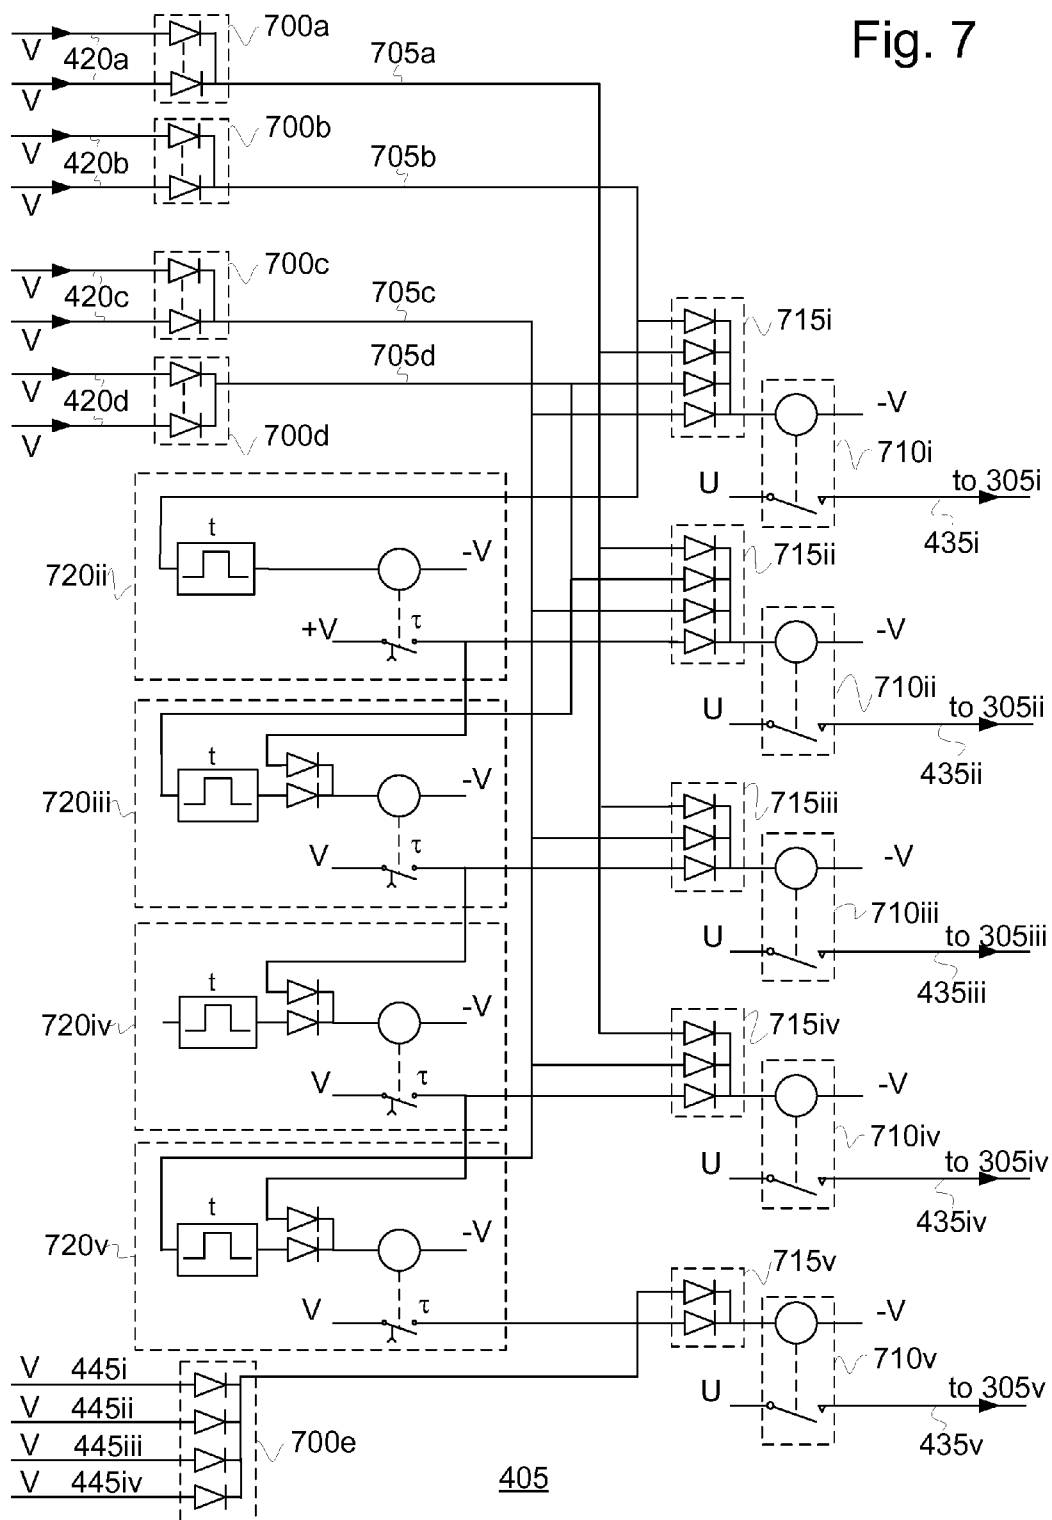 Fig. 7
V
420a
V
700a
705a
V
420b
V
700b
705b
V
420c
V
700c
705c
V
420d
V
700d
705d
715i
-V
710i
U
to 305i
435i
720ii
t
-V
+V
τ
715ii
-V
710ii
U
to 305ii
435ii
720iii
t
-V
V
τ
715iii
-V
710iii
U
to 305iii
435iii
720iv
t
-V
V
τ
715iv
-V
710iv
U
to 305iv
435iv
720v
t
-V
V
τ
715v
-V
710v
U
to 305v
435v
V 445i
V 445ii
V 445iii
V 445iv
700e
405